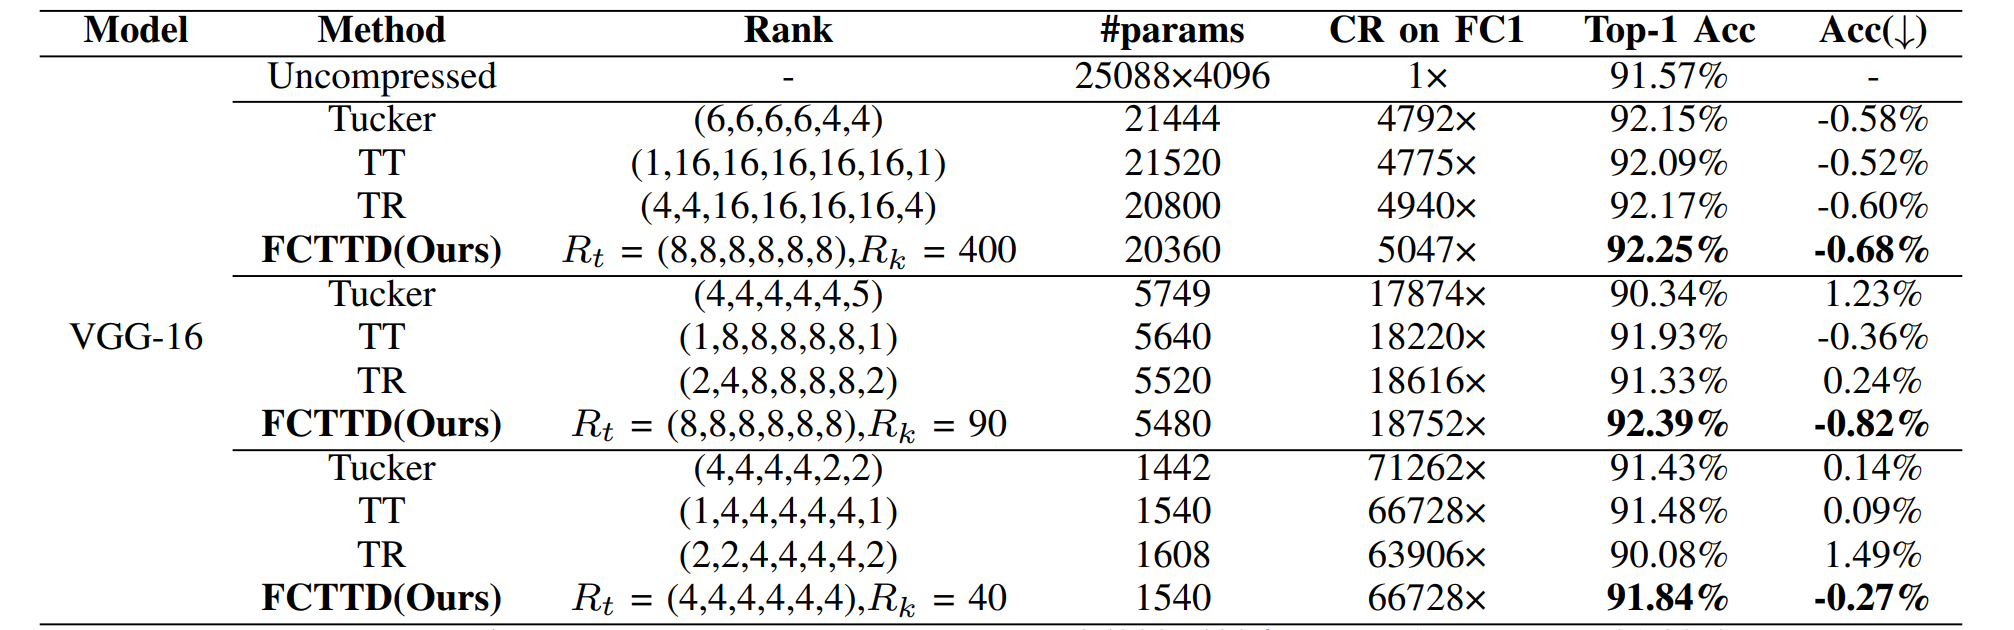 Model Method Rank #params CR on FC1 Top-1 Acc Acc(↓)
Uncompressed - 25088×4096 1× 91.57% -
Tucker (6,6,6,6,4,4) 21444 4792× 92.15% -0.58%
TT (1,16,16,16,16,16,1) 21520 4775× 92.09% -0.52%
TR (4,4,16,16,16,16,4) 20800 4940× 92.17% -0.60%
FCTTD(Ours) Rt = (8,8,8,8,8,8),Rk = 400 20360 5047× 92.25% -0.68%
Tucker (4,4,4,4,4,5) 5749 17874× 90.34% 1.23%
VGG-16 TT (1,8,8,8,8,8,1) 5640 18220× 91.93% -0.36%
TR (2,4,8,8,8,8,2) 5520 18616× 91.33% 0.24%
FCTTD(Ours) Rt = (8,8,8,8,8,8),Rk = 90 5480 18752× 92.39% -0.82%
Tucker (4,4,4,4,2,2) 1442 71262× 91.43% 0.14%
TT (1,4,4,4,4,4,1) 1540 66728× 91.48% 0.09%
TR (2,2,4,4,4,4,2) 1608 63906× 90.08% 1.49%
FCTTD(Ours) Rt = (4,4,4,4,4,4),Rk = 40 1540 66728× 91.84% -0.27%